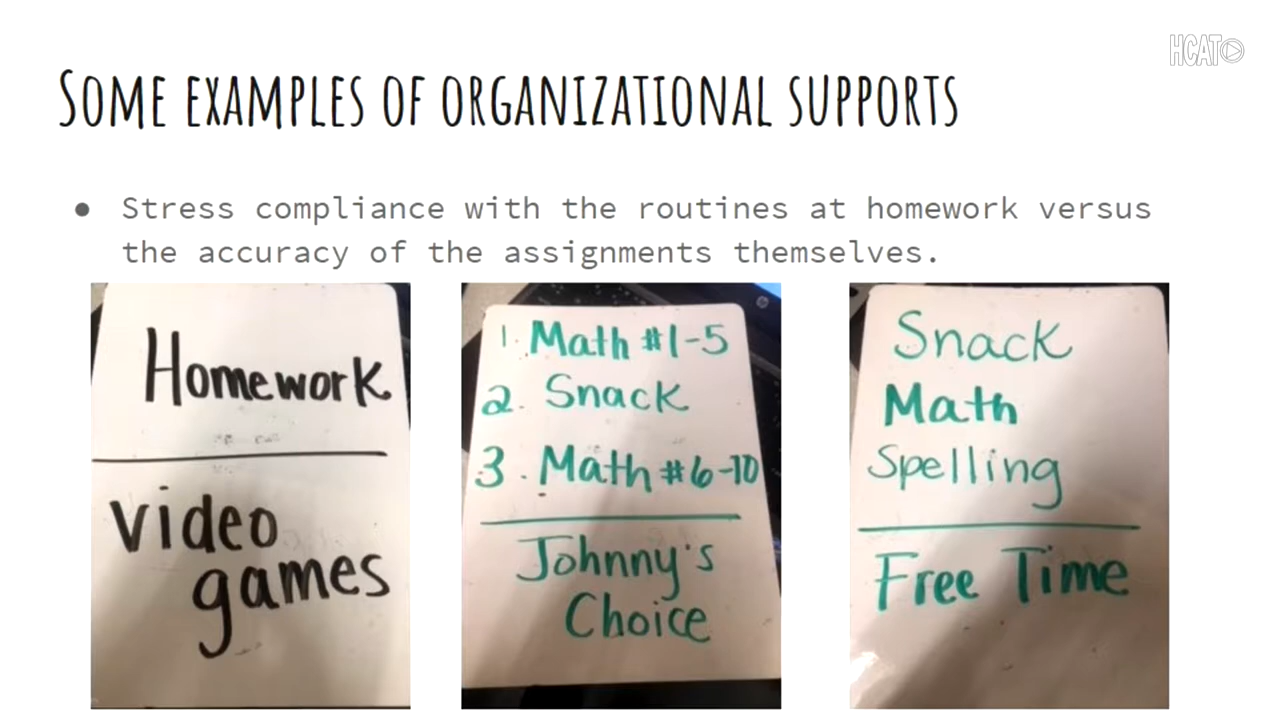 HCAT
SOME EXAMPLES OF ORGANIZATIONAL SUPPORTS
● Stress compliance with the routines at homework versus
the accuracy of the assignments themselves.
Homework
video
games
1. Math #1-5
2. Snack
3. Math #6-10
Johnny's
Choice
Snack
Math
Spelling
Free Time